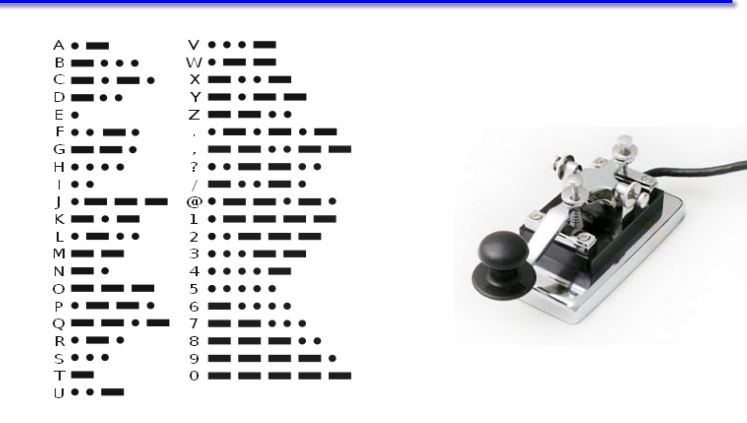 A • —
B — • • •
C — • — •
D — • •
E •
F • • — •
G — — •
H • • • •
I • •
J • — — —
K — • —
L • — • •
M — —
N — •
O — — —
P • — — •
Q — — • —
R • — •
S • • •
T —
U • • —
V • • • —
W • — —
X — • • —
Y — • — —
Z — — • •
. • — • — • —
, — — • • — —
? • • — — • •
/ — • • — •
@ • — — • — •
1 • — — — —
2 • • — — —
3 • • • — —
4 • • • • —
5 • • • • •
6 — • • • •
7 — — • • •
8 — — — • •
9 — — — — •
0 — — — — —